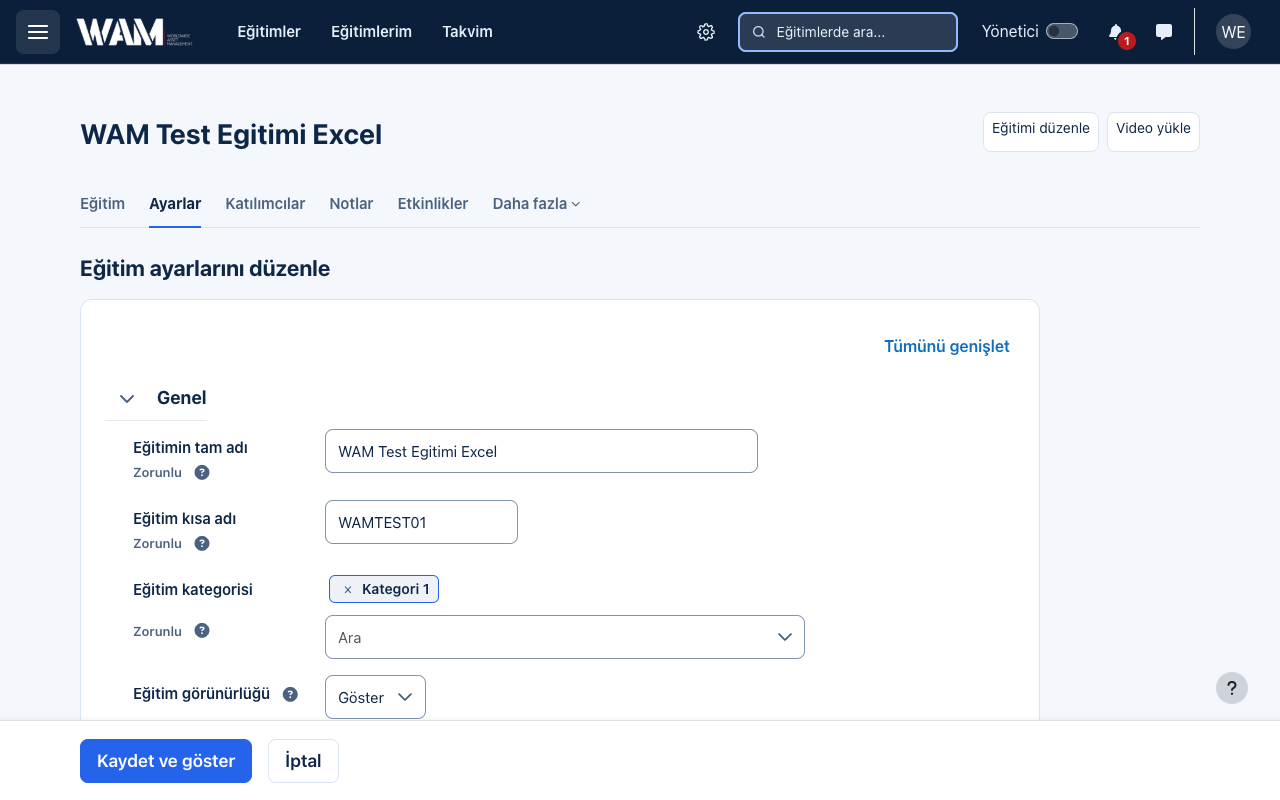 WAM
Eğitimler
Eğitimlerim
Takvim
Eğitimlerde ara...
Yönetici
1
WE
WAM Test Egitimi Excel
Eğitimi düzenle
Video yükle
Eğitim
Ayarlar
Katılımcılar
Notlar
Etkinlikler
Daha fazla
Eğitim ayarlarını düzenle
Tümünü genişlet
Genel
Eğitimin tam adı
Zorunlu
?
WAM Test Egitimi Excel
Eğitim kısa adı
Zorunlu
?
WAMTEST01
Eğitim kategorisi
× Kategori 1
Zorunlu
?
Ara
Eğitim görünürlüğü
?
Göster
?
Kaydet ve göster
İptal